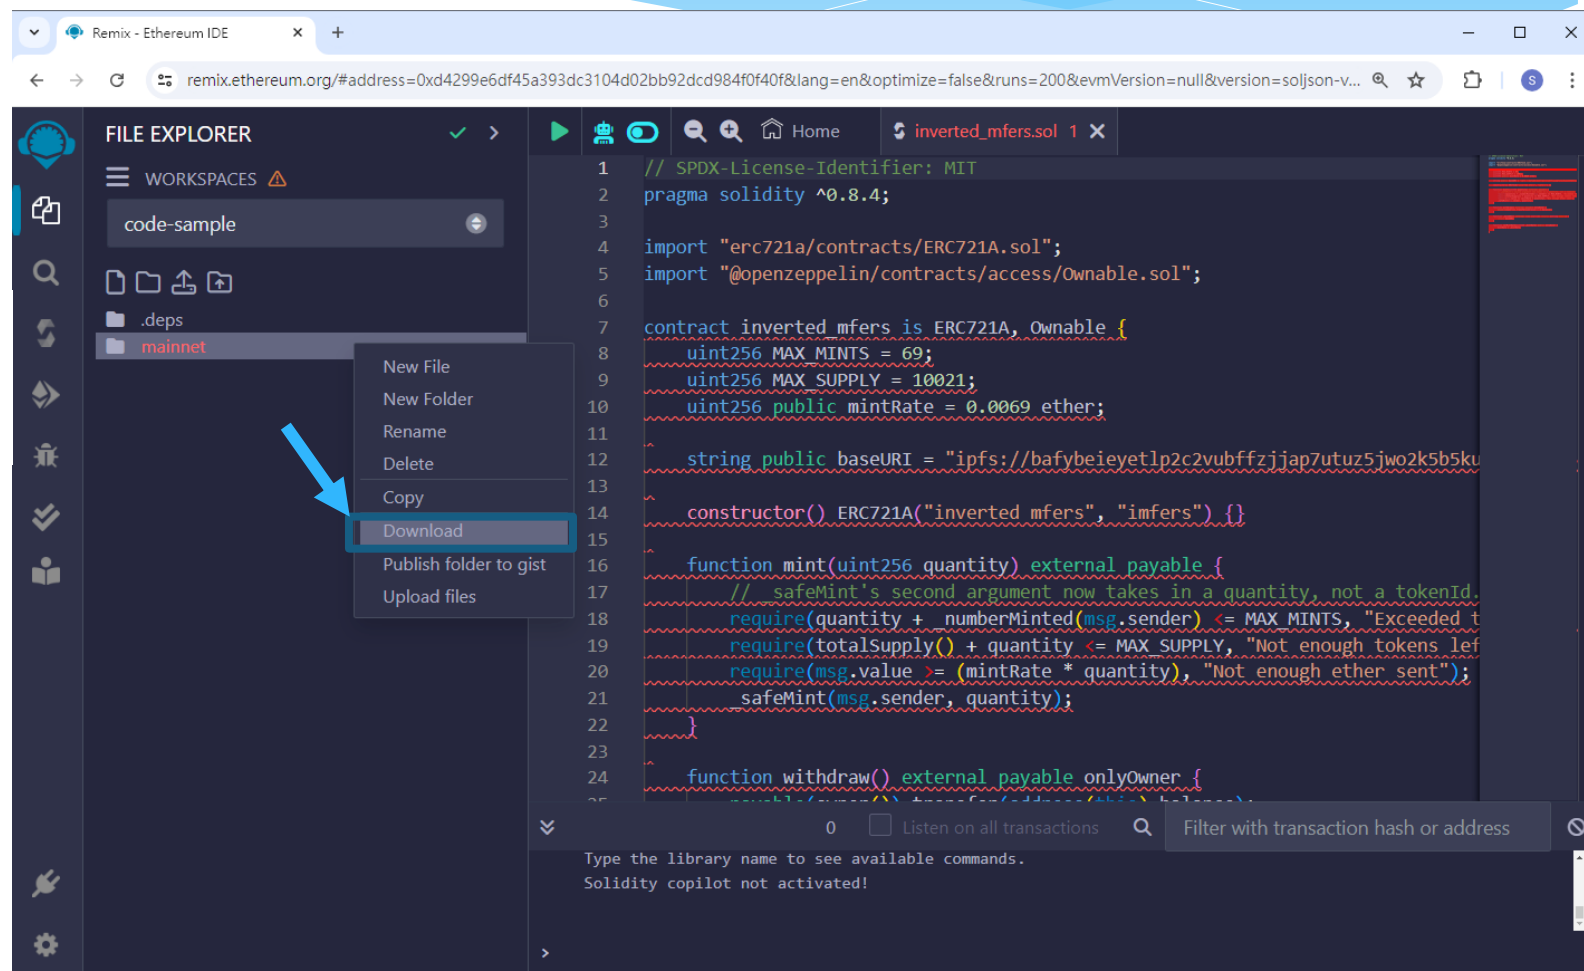 Remix - Ethereum IDE
remix.ethereum.org/#address=0xd4299e6df45a393dc3104d02bb92dcd984f0f40f&lang=en&optimize=false&runs=200&evmVersion=null&version=soljson-v...
S
FILE EXPLORER
WORKSPACES
code-sample
.deps
mainnet
New File
New Folder
Rename
Delete
Copy
Download
Publish folder to gist
Upload files
Home
inverted_mfers.sol 1
1 // SPDX-License-Identifier: MIT
2 pragma solidity ^0.8.4;
3
4 import "erc721a/contracts/ERC721A.sol";
5 import "@openzeppelin/contracts/access/Ownable.sol";
6
7 contract inverted_mfers is ERC721A, Ownable {
8 uint256 MAX_MINTS = 69;
9 uint256 MAX_SUPPLY = 10021;
10 uint256 public mintRate = 0.0069 ether;
11
12 string public baseURI = "ipfs://bafybeieyetlp2c2vubffzjjap7utuz5jwo2k5b5ku
13
14 constructor() ERC721A("inverted mfers", "imfers") {}
15
16 function mint(uint256 quantity) external payable {
17 // _safeMint's second argument now takes in a quantity, not a tokenId.
18 require(quantity + _numberMinted(msg.sender) <= MAX_MINTS, "Exceeded t
19 require(totalSupply() + quantity <= MAX_SUPPLY, "Not enough tokens lef
20 require(msg.value >= (mintRate * quantity), "Not enough ether sent");
21 _safeMint(msg.sender, quantity);
22 }
23
24 function withdraw() external payable onlyOwner {
25 payable(owner()).transfer(address(this).balance);
0 Listen on all transactions Filter with transaction hash or address
Type the library name to see available commands.
Solidity copilot not activated!
>